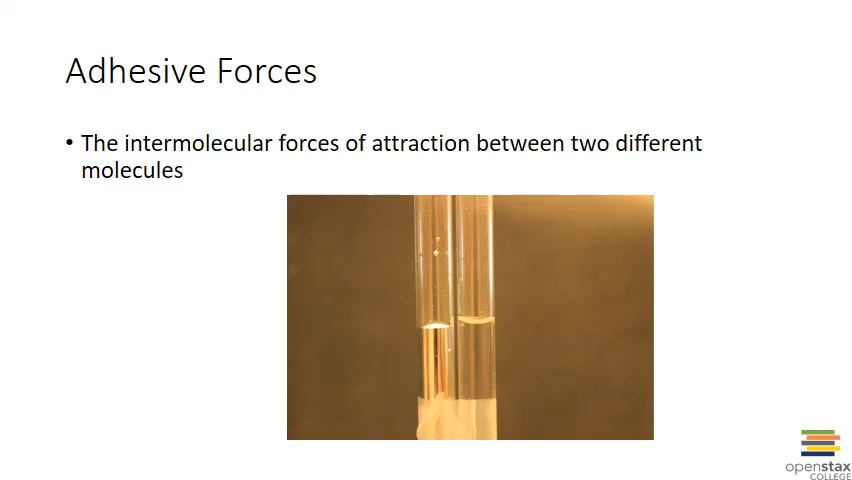 Adhesive Forces
• The intermolecular forces of attraction between two different
molecules
openstax
COLLEGE